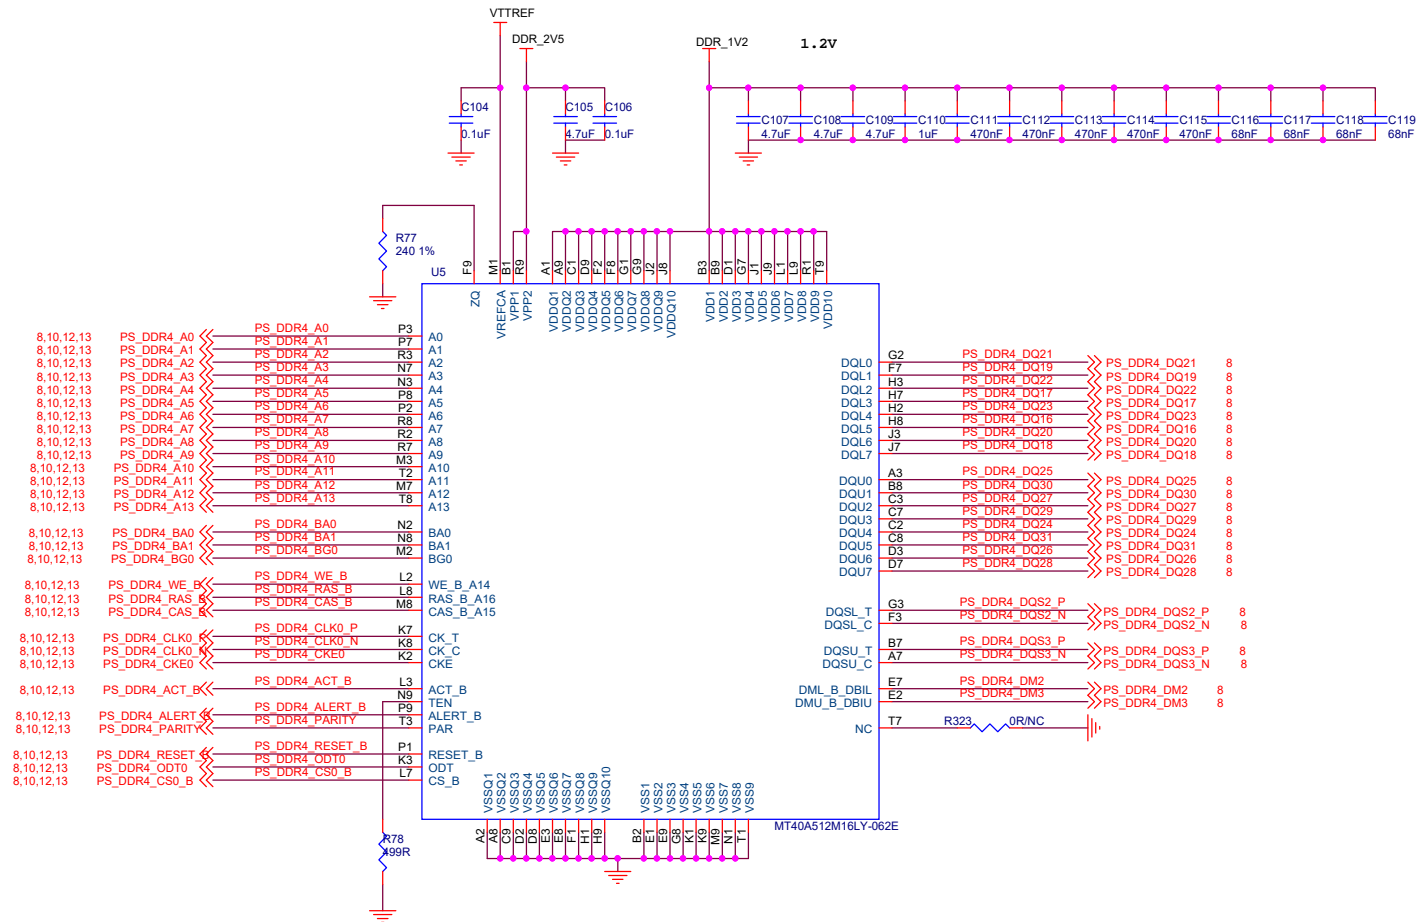 VTTREF
DDR_2V5
DDR_1V2
1.2V
C104
0.1uF
C105
4.7uF
C106
0.1uF
C107
4.7uF
C108
4.7uF
C109
4.7uF
C110
1uF
C111
470nF
C112
470nF
C113
470nF
C114
470nF
C115
470nF
C116
68nF
C117
68nF
C118
68nF
C119
68nF
R77
240 1%
U5
F9 M1 B1 R9 A1 A9 C1 D9 F2 F8 G1 G9 J2 J8 B3 B9 D1 G7 J1 J9 L1 L9 R1 T9
ZQ VREFCA VPP1 VPP2 VDDQ1 VDDQ2 VDDQ3 VDDQ4 VDDQ5 VDDQ6 VDDQ7 VDDQ8 VDDQ9 VDDQ10 VDD1 VDD2 VDD3 VDD4 VDD5 VDD6 VDD7 VDD8 VDD9 VDD10
8,10,12,13 PS_DDR4_A0 PS_DDR4_A0 P3 A0
8,10,12,13 PS_DDR4_A1 PS_DDR4_A1 P7 A1
8,10,12,13 PS_DDR4_A2 PS_DDR4_A2 R3 A2
8,10,12,13 PS_DDR4_A3 PS_DDR4_A3 N7 A3
8,10,12,13 PS_DDR4_A4 PS_DDR4_A4 N3 A4
8,10,12,13 PS_DDR4_A5 PS_DDR4_A5 P8 A5
8,10,12,13 PS_DDR4_A6 PS_DDR4_A6 P2 A6
8,10,12,13 PS_DDR4_A7 PS_DDR4_A7 R8 A7
8,10,12,13 PS_DDR4_A8 PS_DDR4_A8 R2 A8
8,10,12,13 PS_DDR4_A9 PS_DDR4_A9 R7 A9
8,10,12,13 PS_DDR4_A10 PS_DDR4_A10 M3 A10
8,10,12,13 PS_DDR4_A11 PS_DDR4_A11 T2 A11
8,10,12,13 PS_DDR4_A12 PS_DDR4_A12 M7 A12
8,10,12,13 PS_DDR4_A13 PS_DDR4_A13 T8 A13
8,10,12,13 PS_DDR4_BA0 PS_DDR4_BA0 N2 BA0
8,10,12,13 PS_DDR4_BA1 PS_DDR4_BA1 N8 BA1
8,10,12,13 PS_DDR4_BG0 PS_DDR4_BG0 M2 BG0
8,10,12,13 PS_DDR4_WE_B PS_DDR4_WE_B L2 WE_B_A14
8,10,12,13 PS_DDR4_RAS_B PS_DDR4_RAS_B L8 RAS_B_A16
8,10,12,13 PS_DDR4_CAS_B PS_DDR4_CAS_B M8 CAS_B_A15
8,10,12,13 PS_DDR4_CLK0_P PS_DDR4_CLK0_P K7 CK_T
8,10,12,13 PS_DDR4_CLK0_N PS_DDR4_CLK0_N K8 CK_C
8,10,12,13 PS_DDR4_CKE0 PS_DDR4_CKE0 K2 CKE
8,10,12,13 PS_DDR4_ACT_B PS_DDR4_ACT_B L3 ACT_B
N9 TEN
8,10,12,13 PS_DDR4_ALERT_B PS_DDR4_ALERT_B P9 ALERT_B
8,10,12,13 PS_DDR4_PARITY PS_DDR4_PARITY T3 PAR
8,10,12,13 PS_DDR4_RESET_B PS_DDR4_RESET_B P1 RESET_B
8,10,12,13 PS_DDR4_ODT0 PS_DDR4_ODT0 K3 ODT
8,10,12,13 PS_DDR4_CS0_B PS_DDR4_CS0_B L7 CS_B
DQL0 G2 PS_DDR4_DQ21 PS_DDR4_DQ21 8
DQL1 F7 PS_DDR4_DQ19 PS_DDR4_DQ19 8
DQL2 H3 PS_DDR4_DQ22 PS_DDR4_DQ22 8
DQL3 H7 PS_DDR4_DQ17 PS_DDR4_DQ17 8
DQL4 H2 PS_DDR4_DQ23 PS_DDR4_DQ23 8
DQL5 H8 PS_DDR4_DQ16 PS_DDR4_DQ16 8
DQL6 J3 PS_DDR4_DQ20 PS_DDR4_DQ20 8
DQL7 J7 PS_DDR4_DQ18 PS_DDR4_DQ18 8
DQU0 A3 PS_DDR4_DQ25 PS_DDR4_DQ25 8
DQU1 B8 PS_DDR4_DQ30 PS_DDR4_DQ30 8
DQU2 C3 PS_DDR4_DQ27 PS_DDR4_DQ27 8
DQU3 C7 PS_DDR4_DQ29 PS_DDR4_DQ29 8
DQU4 C2 PS_DDR4_DQ24 PS_DDR4_DQ24 8
DQU5 C8 PS_DDR4_DQ31 PS_DDR4_DQ31 8
DQU6 D3 PS_DDR4_DQ26 PS_DDR4_DQ26 8
DQU7 D7 PS_DDR4_DQ28 PS_DDR4_DQ28 8
DQSL_T G3 PS_DDR4_DQS2_P PS_DDR4_DQS2_P 8
DQSL_C F3 PS_DDR4_DQS2_N PS_DDR4_DQS2_N 8
DQSU_T B7 PS_DDR4_DQS3_P PS_DDR4_DQS3_P 8
DQSU_C A7 PS_DDR4_DQS3_N PS_DDR4_DQS3_N 8
DML_B_DBIL E7 PS_DDR4_DM2 PS_DDR4_DM2 8
DMU_B_DBIU E2 PS_DDR4_DM3 PS_DDR4_DM3 8
NC T7 R323 0R/NC
VSSQ1 VSSQ2 VSSQ3 VSSQ4 VSSQ5 VSSQ6 VSSQ7 VSSQ8 VSSQ9 VSSQ10 VSS1 VSS2 VSS3 VSS4 VSS5 VSS6 VSS7 VSS8 VSS9
A2 A8 C9 D2 D8 E3 E8 F1 H1 H9 B2 E1 E9 G8 K1 K9 M9 N1 T1
MT40A512M16LY-062E
R78
499R